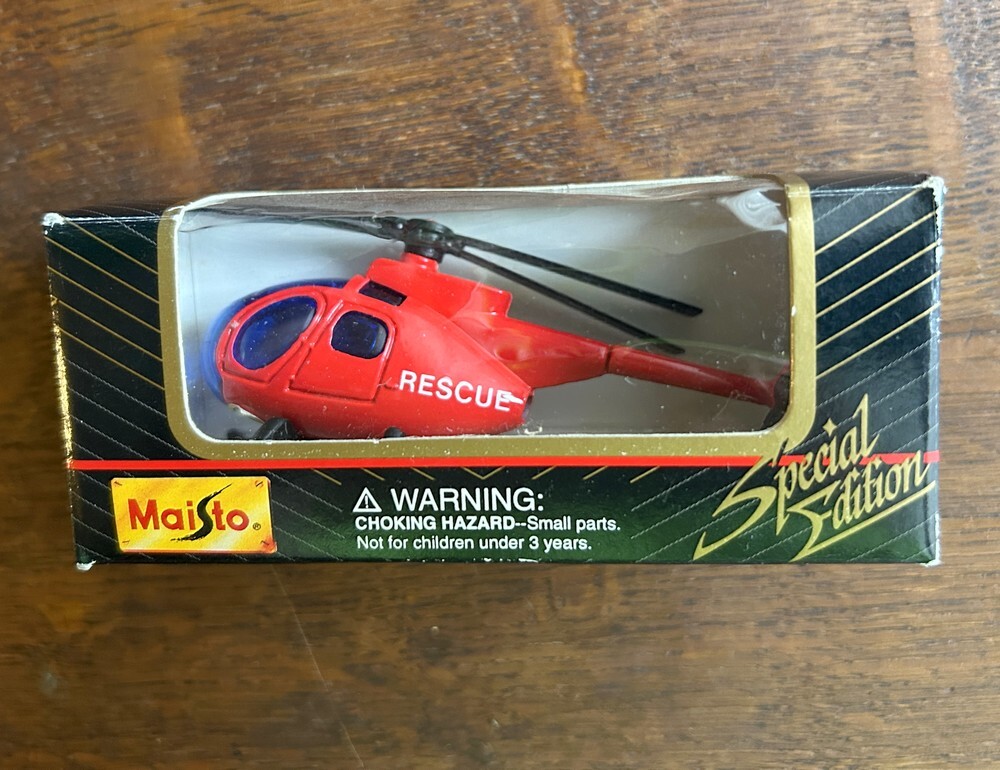 RESCUE
Special
Edition
Maisto®
⚠ WARNING:
CHOKING HAZARD--Small parts.
Not for children under 3 years.